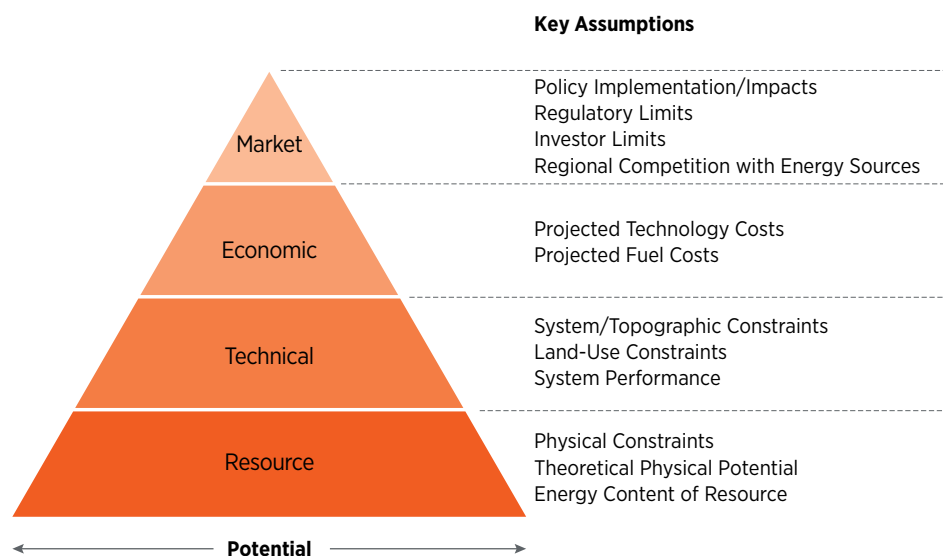 Key Assumptions
Market
Policy Implementation/Impacts
Regulatory Limits
Investor Limits
Regional Competition with Energy Sources
Economic
Projected Technology Costs
Projected Fuel Costs
Technical
System/Topographic Constraints
Land-Use Constraints
System Performance
Resource
Physical Constraints
Theoretical Physical Potential
Energy Content of Resource
Potential